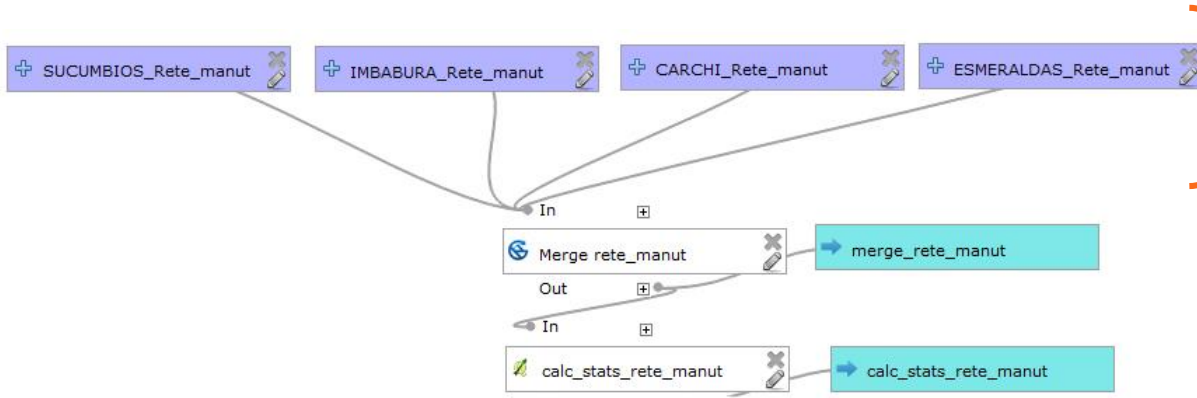 SUCUMBIOS_Rete_manut
IMBABURA_Rete_manut
CARCHI_Rete_manut
ESMERALDAS_Rete_manut
In
Merge rete_manut
merge_rete_manut
Out
In
calc_stats_rete_manut
calc_stats_rete_manut